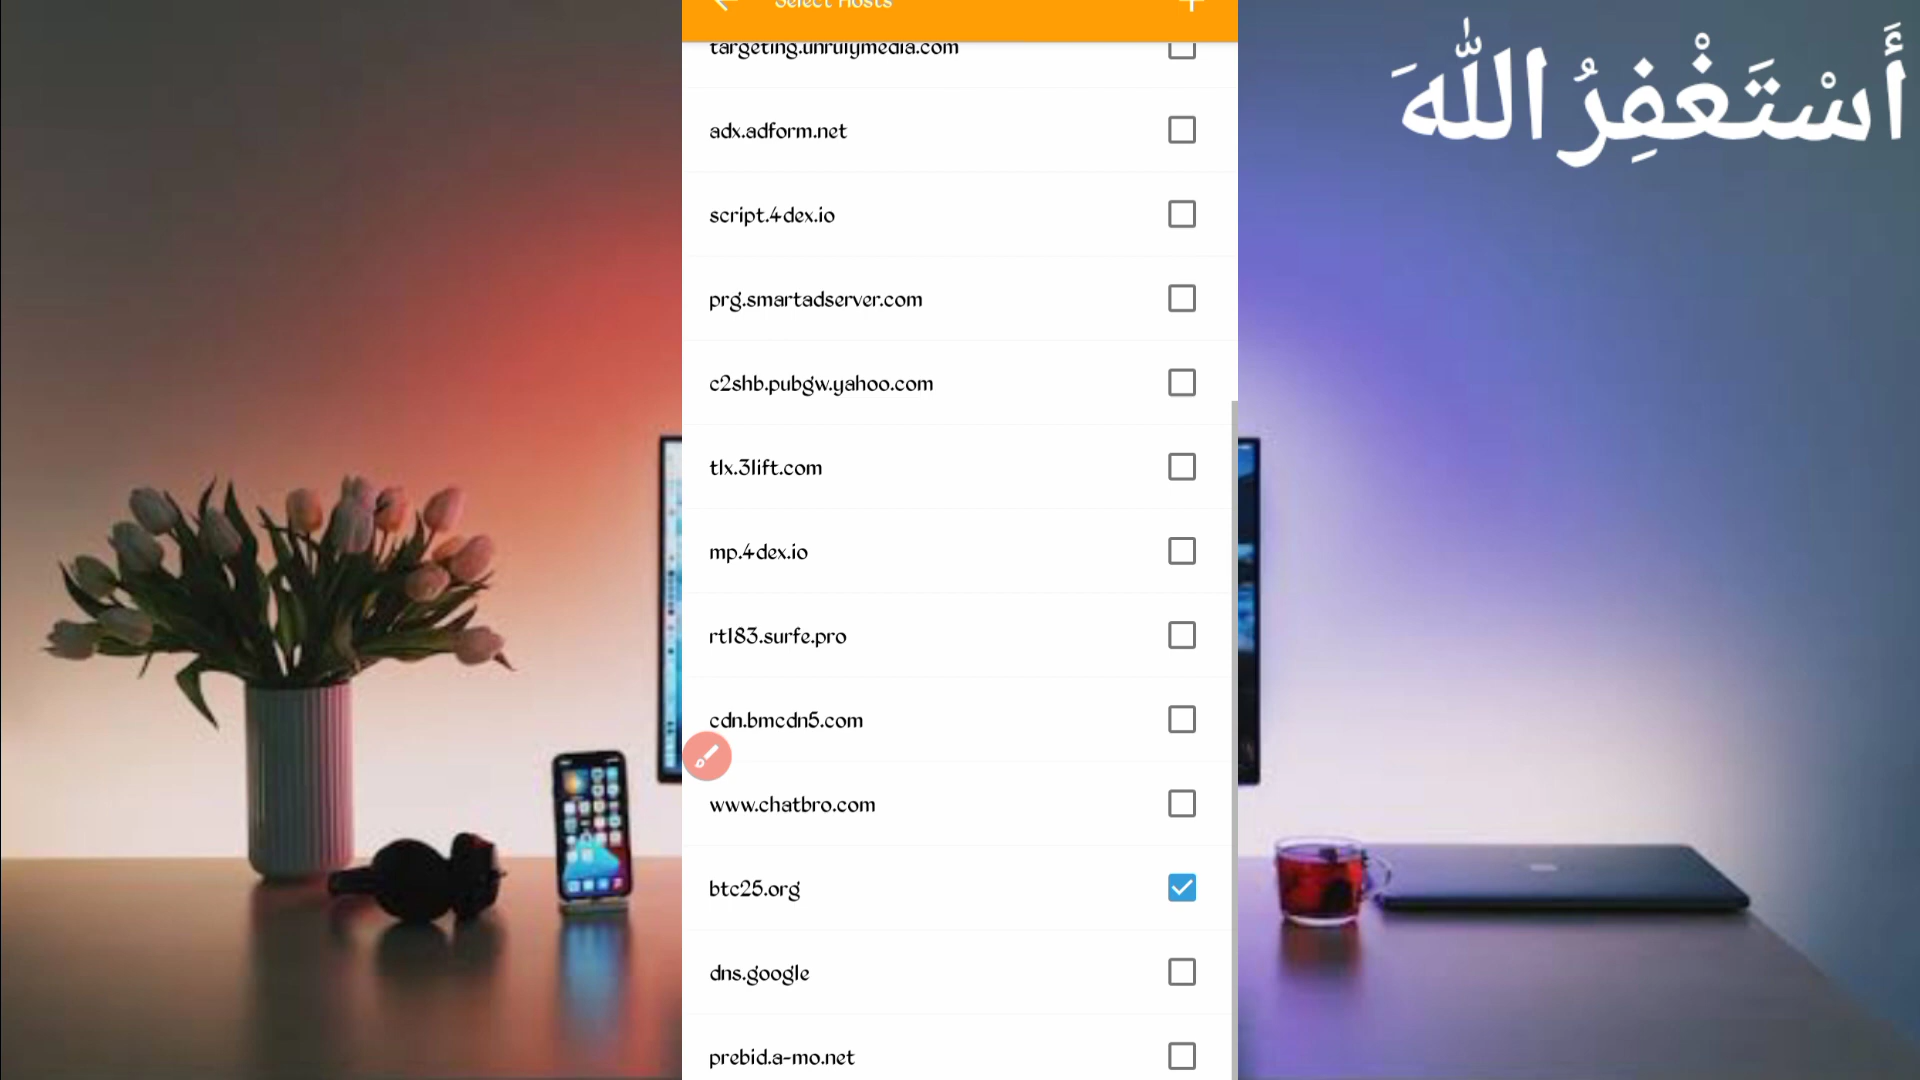 Select Hosts
أَسْتَغْفِرُ اللّٰهَ
targeting.unrulymedia.com
adx.adform.net
script.4dex.io
prg.smartadserver.com
c2shb.pubgw.yahoo.com
tlx.3lift.com
mp.4dex.io
rt183.surfe.pro
cdn.bmcdn5.com
www.chatbro.com
btc25.org
dns.google
prebid.a-mo.net